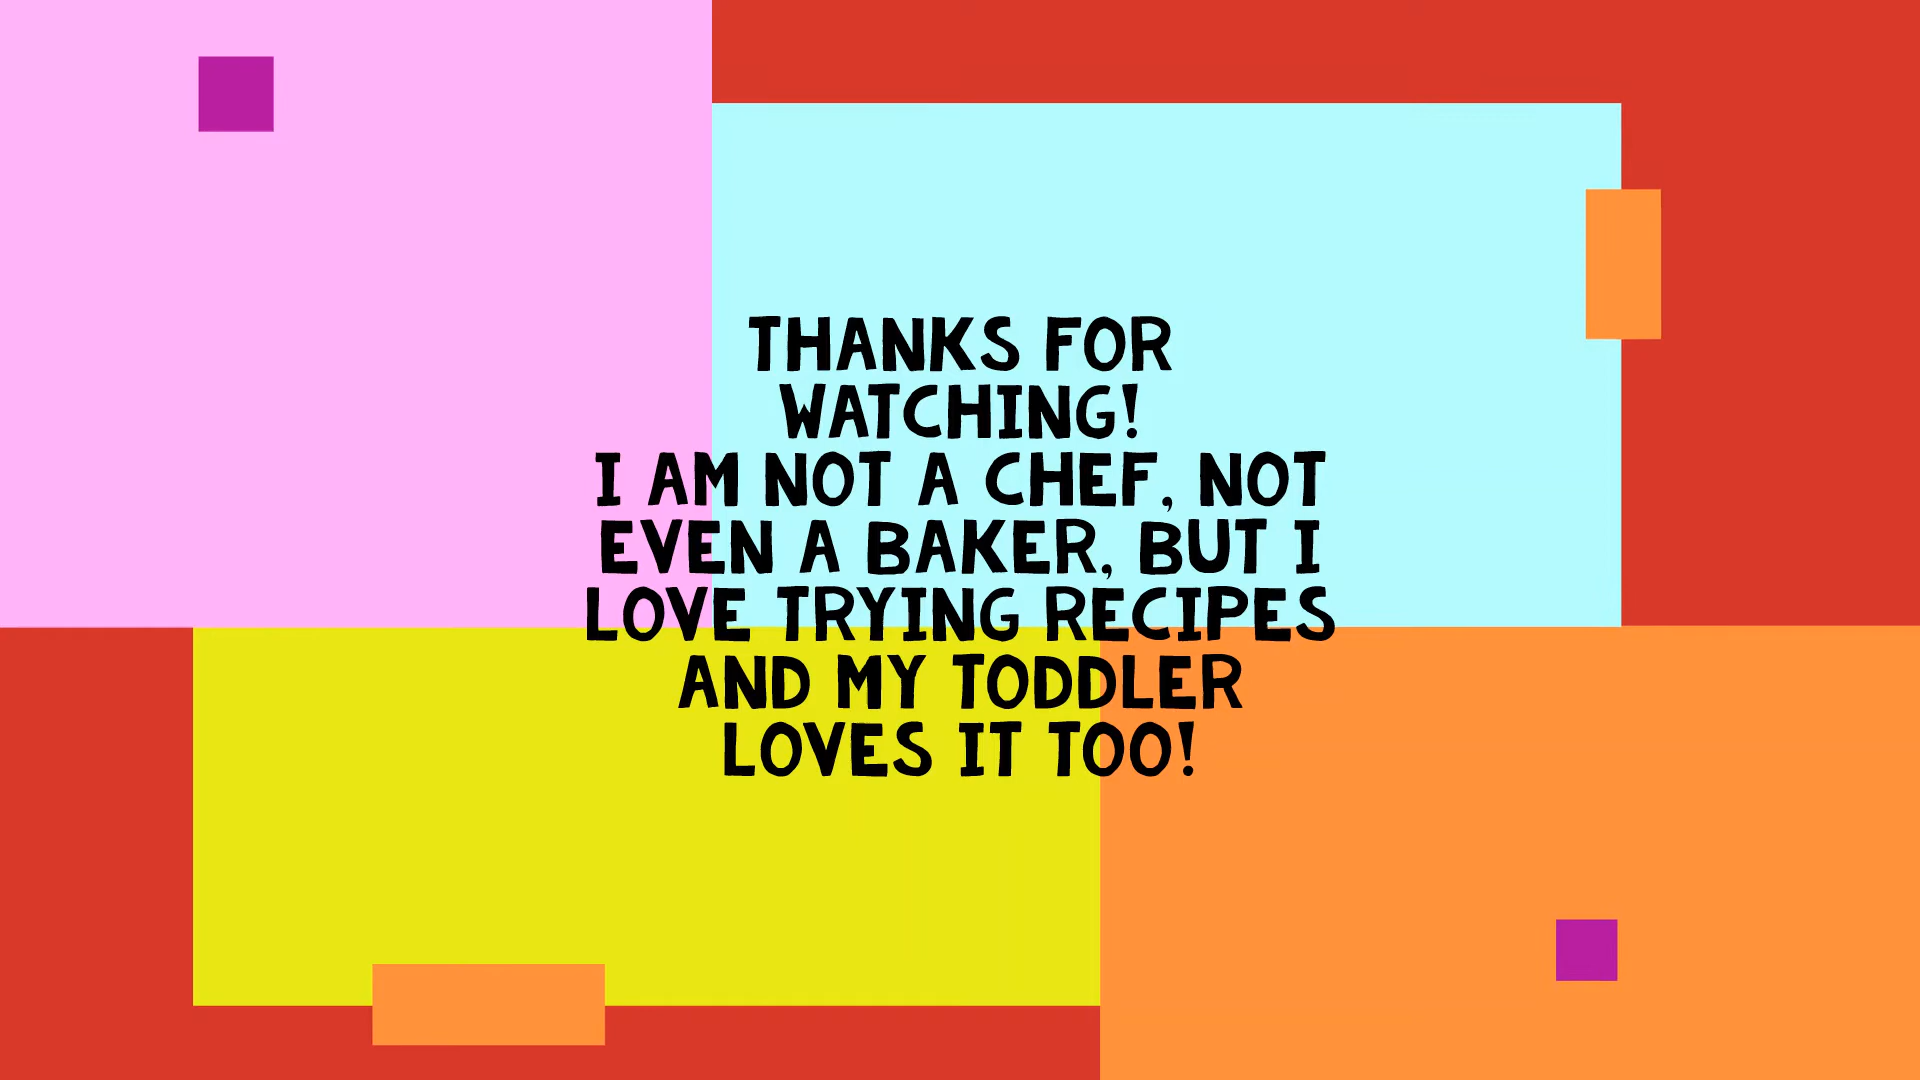 THANKS FOR
WATCHING!
I AM NOT A CHEF, NOT
EVEN A BAKER, BUT I
LOVE TRYING RECIPES
AND MY TODDLER
LOVES IT TOO!